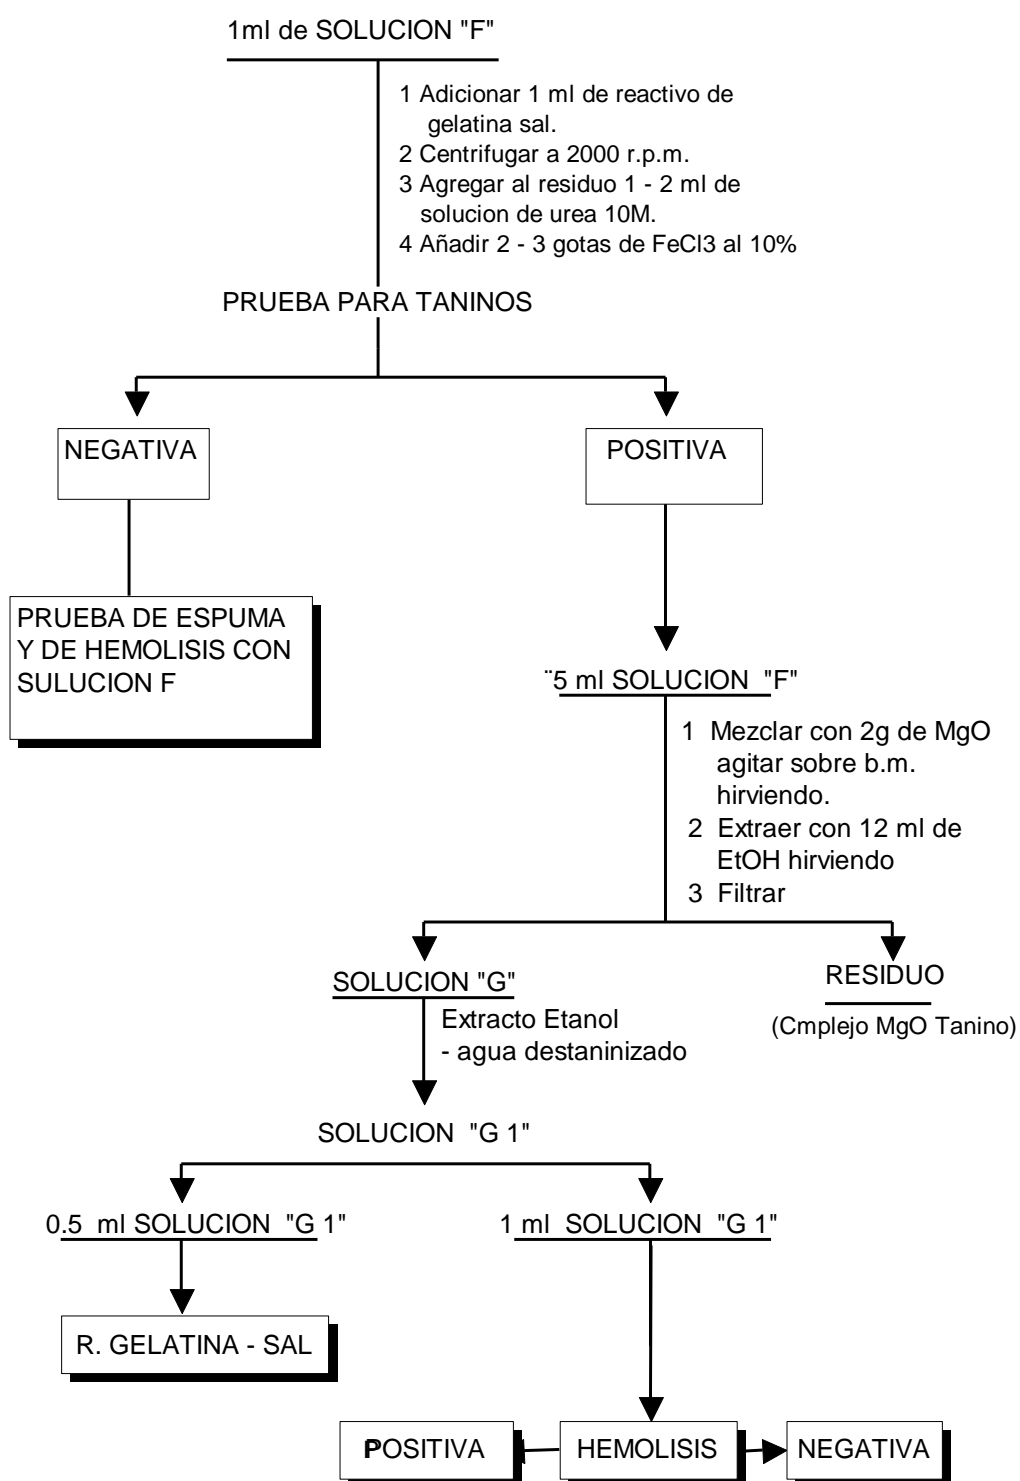 1ml de SOLUCION "F"
1 Adicionar 1 ml de reactivo de
gelatina sal.
2 Centrifugar a 2000 r.p.m.
3 Agregar al residuo 1 - 2 ml de
solucion de urea 10M.
4 Añadir 2 - 3 gotas de FeCl3 al 10%
PRUEBA PARA TANINOS
NEGATIVA
POSITIVA
PRUEBA DE ESPUMA
Y DE HEMOLISIS CON
SULUCION F
¨5 ml SOLUCION "F"
1 Mezclar con 2g de MgO
agitar sobre b.m.
hirviendo.
2 Extraer con 12 ml de
EtOH hirviendo
3 Filtrar
SOLUCION "G"
RESIDUO
(Cmplejo MgO Tanino)
Extracto Etanol
- agua destaninizado
SOLUCION "G 1"
0.5 ml SOLUCION "G 1"
1 ml SOLUCION "G 1"
R. GELATINA - SAL
POSITIVA
HEMOLISIS
NEGATIVA